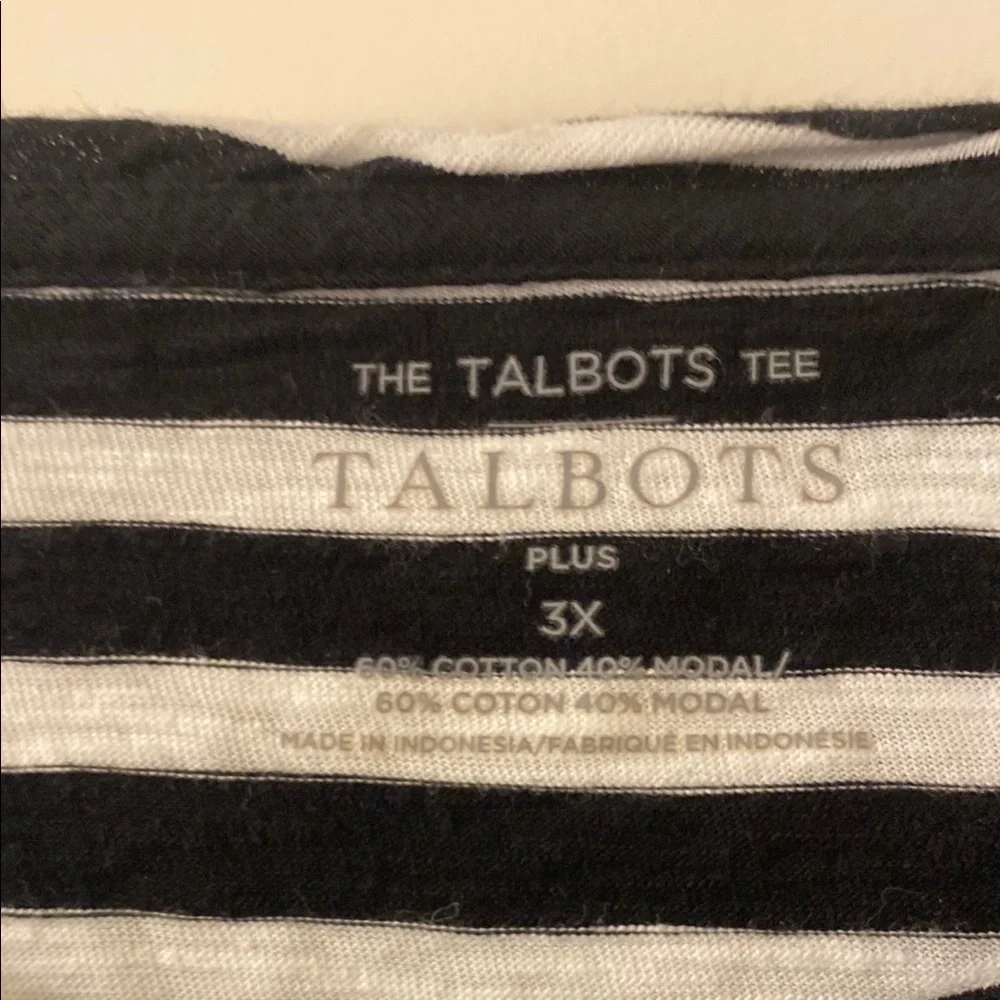 THE TALBOTS TEE
TALBOTS
PLUS
3X
60% COTTON 40% MODAL/
60% COTON 40% MODAL
MADE IN INDONESIA/FABRIQUÉ EN INDONÉSIE